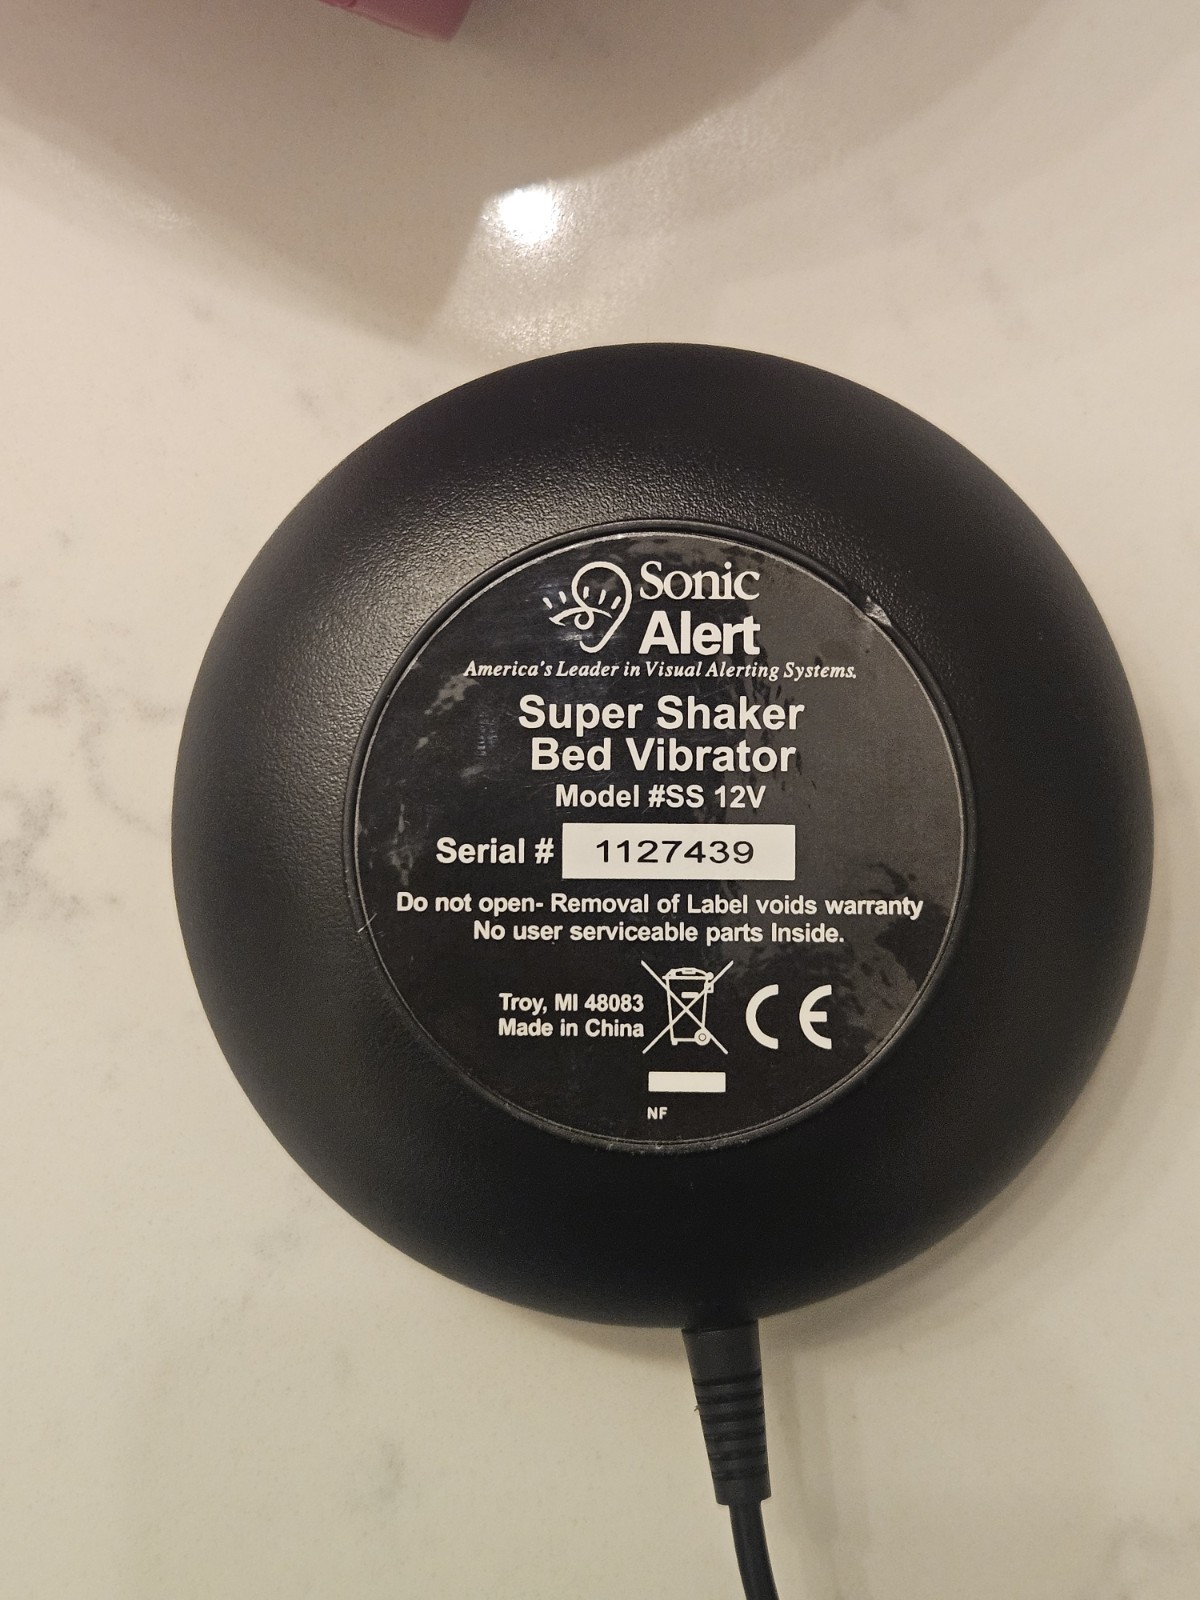 Sonic
Alert
America's Leader in Visual Alerting Systems.
Super Shaker
Bed Vibrator
Model #SS 12V
Serial # 1127439
Do not open- Removal of Label voids warranty
No user serviceable parts Inside.
Troy, MI 48083
Made in China
CE
NF